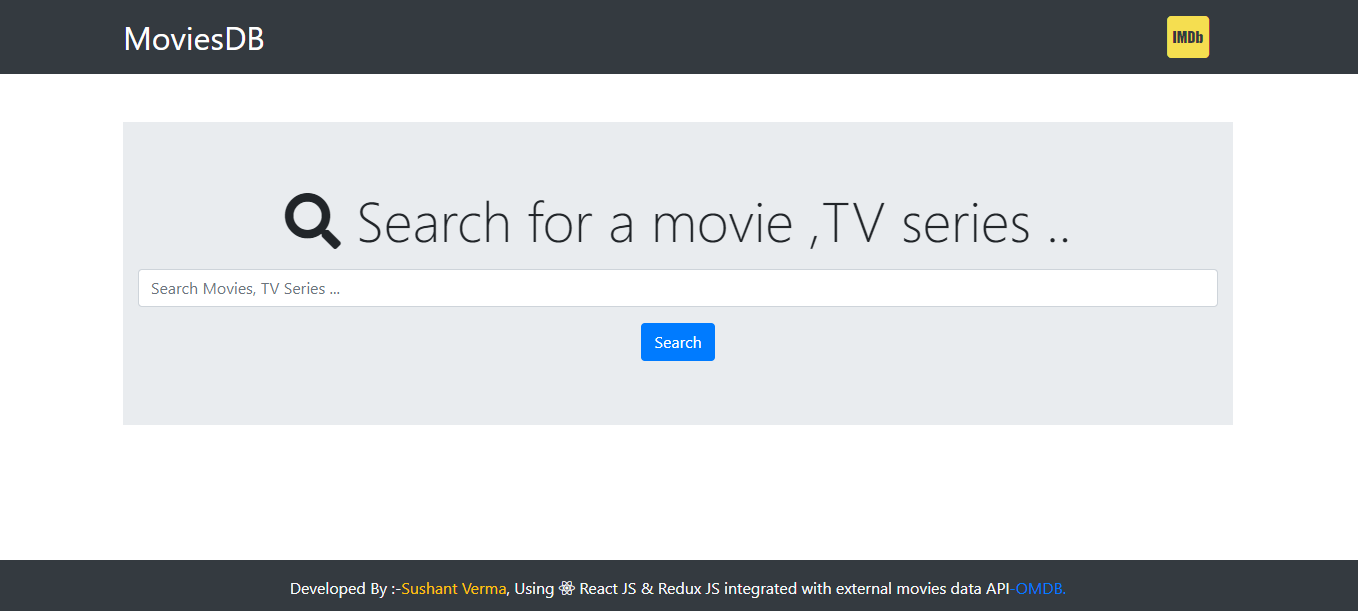 MoviesDB
IMDb
Search for a movie ,TV series ..
Search Movies, TV Series ...
Search
Developed By :-Sushant Verma, Using React JS & Redux JS integrated with external movies data API-OMDB.